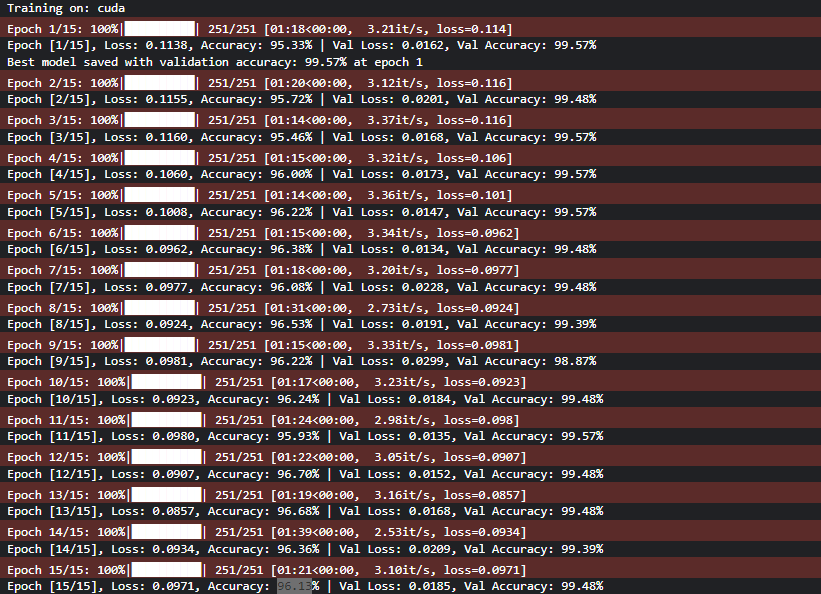 Training on: cuda
Epoch 1/15: 100%|██████████| 251/251 [01:18<00:00,  3.21it/s, loss=0.114]
Epoch [1/15], Loss: 0.1138, Accuracy: 95.33% | Val Loss: 0.0162, Val Accuracy: 99.57%
Best model saved with validation accuracy: 99.57% at epoch 1
Epoch 2/15: 100%|██████████| 251/251 [01:20<00:00,  3.12it/s, loss=0.116]
Epoch [2/15], Loss: 0.1155, Accuracy: 95.72% | Val Loss: 0.0201, Val Accuracy: 99.48%
Epoch 3/15: 100%|██████████| 251/251 [01:14<00:00,  3.37it/s, loss=0.116]
Epoch [3/15], Loss: 0.1160, Accuracy: 95.46% | Val Loss: 0.0168, Val Accuracy: 99.57%
Epoch 4/15: 100%|██████████| 251/251 [01:15<00:00,  3.32it/s, loss=0.106]
Epoch [4/15], Loss: 0.1060, Accuracy: 96.00% | Val Loss: 0.0173, Val Accuracy: 99.57%
Epoch 5/15: 100%|██████████| 251/251 [01:14<00:00,  3.36it/s, loss=0.101]
Epoch [5/15], Loss: 0.1008, Accuracy: 96.22% | Val Loss: 0.0147, Val Accuracy: 99.57%
Epoch 6/15: 100%|██████████| 251/251 [01:15<00:00,  3.34it/s, loss=0.0962]
Epoch [6/15], Loss: 0.0962, Accuracy: 96.38% | Val Loss: 0.0134, Val Accuracy: 99.48%
Epoch 7/15: 100%|██████████| 251/251 [01:18<00:00,  3.20it/s, loss=0.0977]
Epoch [7/15], Loss: 0.0977, Accuracy: 96.08% | Val Loss: 0.0228, Val Accuracy: 99.48%
Epoch 8/15: 100%|██████████| 251/251 [01:31<00:00,  2.73it/s, loss=0.0924]
Epoch [8/15], Loss: 0.0924, Accuracy: 96.53% | Val Loss: 0.0191, Val Accuracy: 99.39%
Epoch 9/15: 100%|██████████| 251/251 [01:15<00:00,  3.33it/s, loss=0.0981]
Epoch [9/15], Loss: 0.0981, Accuracy: 96.22% | Val Loss: 0.0299, Val Accuracy: 98.87%
Epoch 10/15: 100%|██████████| 251/251 [01:17<00:00,  3.23it/s, loss=0.0923]
Epoch [10/15], Loss: 0.0923, Accuracy: 96.24% | Val Loss: 0.0184, Val Accuracy: 99.48%
Epoch 11/15: 100%|██████████| 251/251 [01:24<00:00,  2.98it/s, loss=0.098]
Epoch [11/15], Loss: 0.0980, Accuracy: 95.93% | Val Loss: 0.0135, Val Accuracy: 99.57%
Epoch 12/15: 100%|██████████| 251/251 [01:22<00:00,  3.05it/s, loss=0.0907]
Epoch [12/15], Loss: 0.0907, Accuracy: 96.70% | Val Loss: 0.0152, Val Accuracy: 99.48%
Epoch 13/15: 100%|██████████| 251/251 [01:19<00:00,  3.16it/s, loss=0.0857]
Epoch [13/15], Loss: 0.0857, Accuracy: 96.68% | Val Loss: 0.0168, Val Accuracy: 99.48%
Epoch 14/15: 100%|██████████| 251/251 [01:39<00:00,  2.53it/s, loss=0.0934]
Epoch [14/15], Loss: 0.0934, Accuracy: 96.36% | Val Loss: 0.0209, Val Accuracy: 99.39%
Epoch 15/15: 100%|██████████| 251/251 [01:21<00:00,  3.10it/s, loss=0.0971]
Epoch [15/15], Loss: 0.0971, Accuracy: 96.13% | Val Loss: 0.0185, Val Accuracy: 99.48%